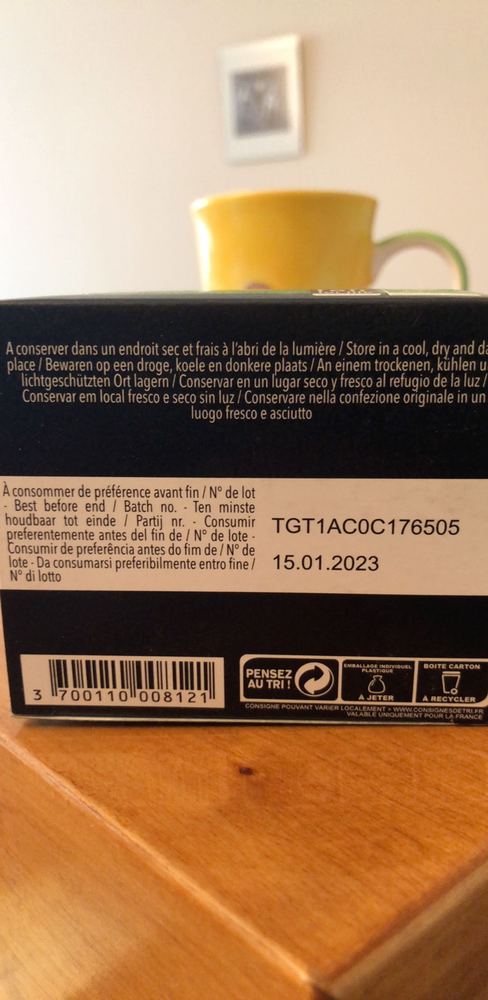 A conserver dans un endroit sec et frais à l'abri de la lumière / Store in a cool, dry and
place / Bewaren op een droge, koele en donkere plaats / An einem trockenen, kühlen
lichtgeschützten Ort lagern / Conservar en un lugar seco y fresco al refugio de la luz /
Conservar em local fresco e seco sin luz / Conservare nella confezione originale in un
luogo fresco e asciutto
À consommer de préférence avant fin / N° de lot
- Best before end / Batch no. - Ten minste
houdbaar tot einde / Partij nr. - Consumir
preferentemente antes del fin de / N° de lote -
Consumir de preferência antes do fim de / N° de
lote - Da consumarsi preferibilmente entro fine /
N° di lotto
TGT1AC0C176505
15.01.2023
3 700110 008121
PENSEZ
AU TRI !
EMBALLAGE INDIVIDUEL
PLASTIQUE
À JETER
BOITE CARTON
À RECYCLER
CONSIGNE POUVANT VARIER LOCALEMENT • WWW.CONSIGNESDETRI.FR
VALABLE UNIQUEMENT POUR LA FRANCE